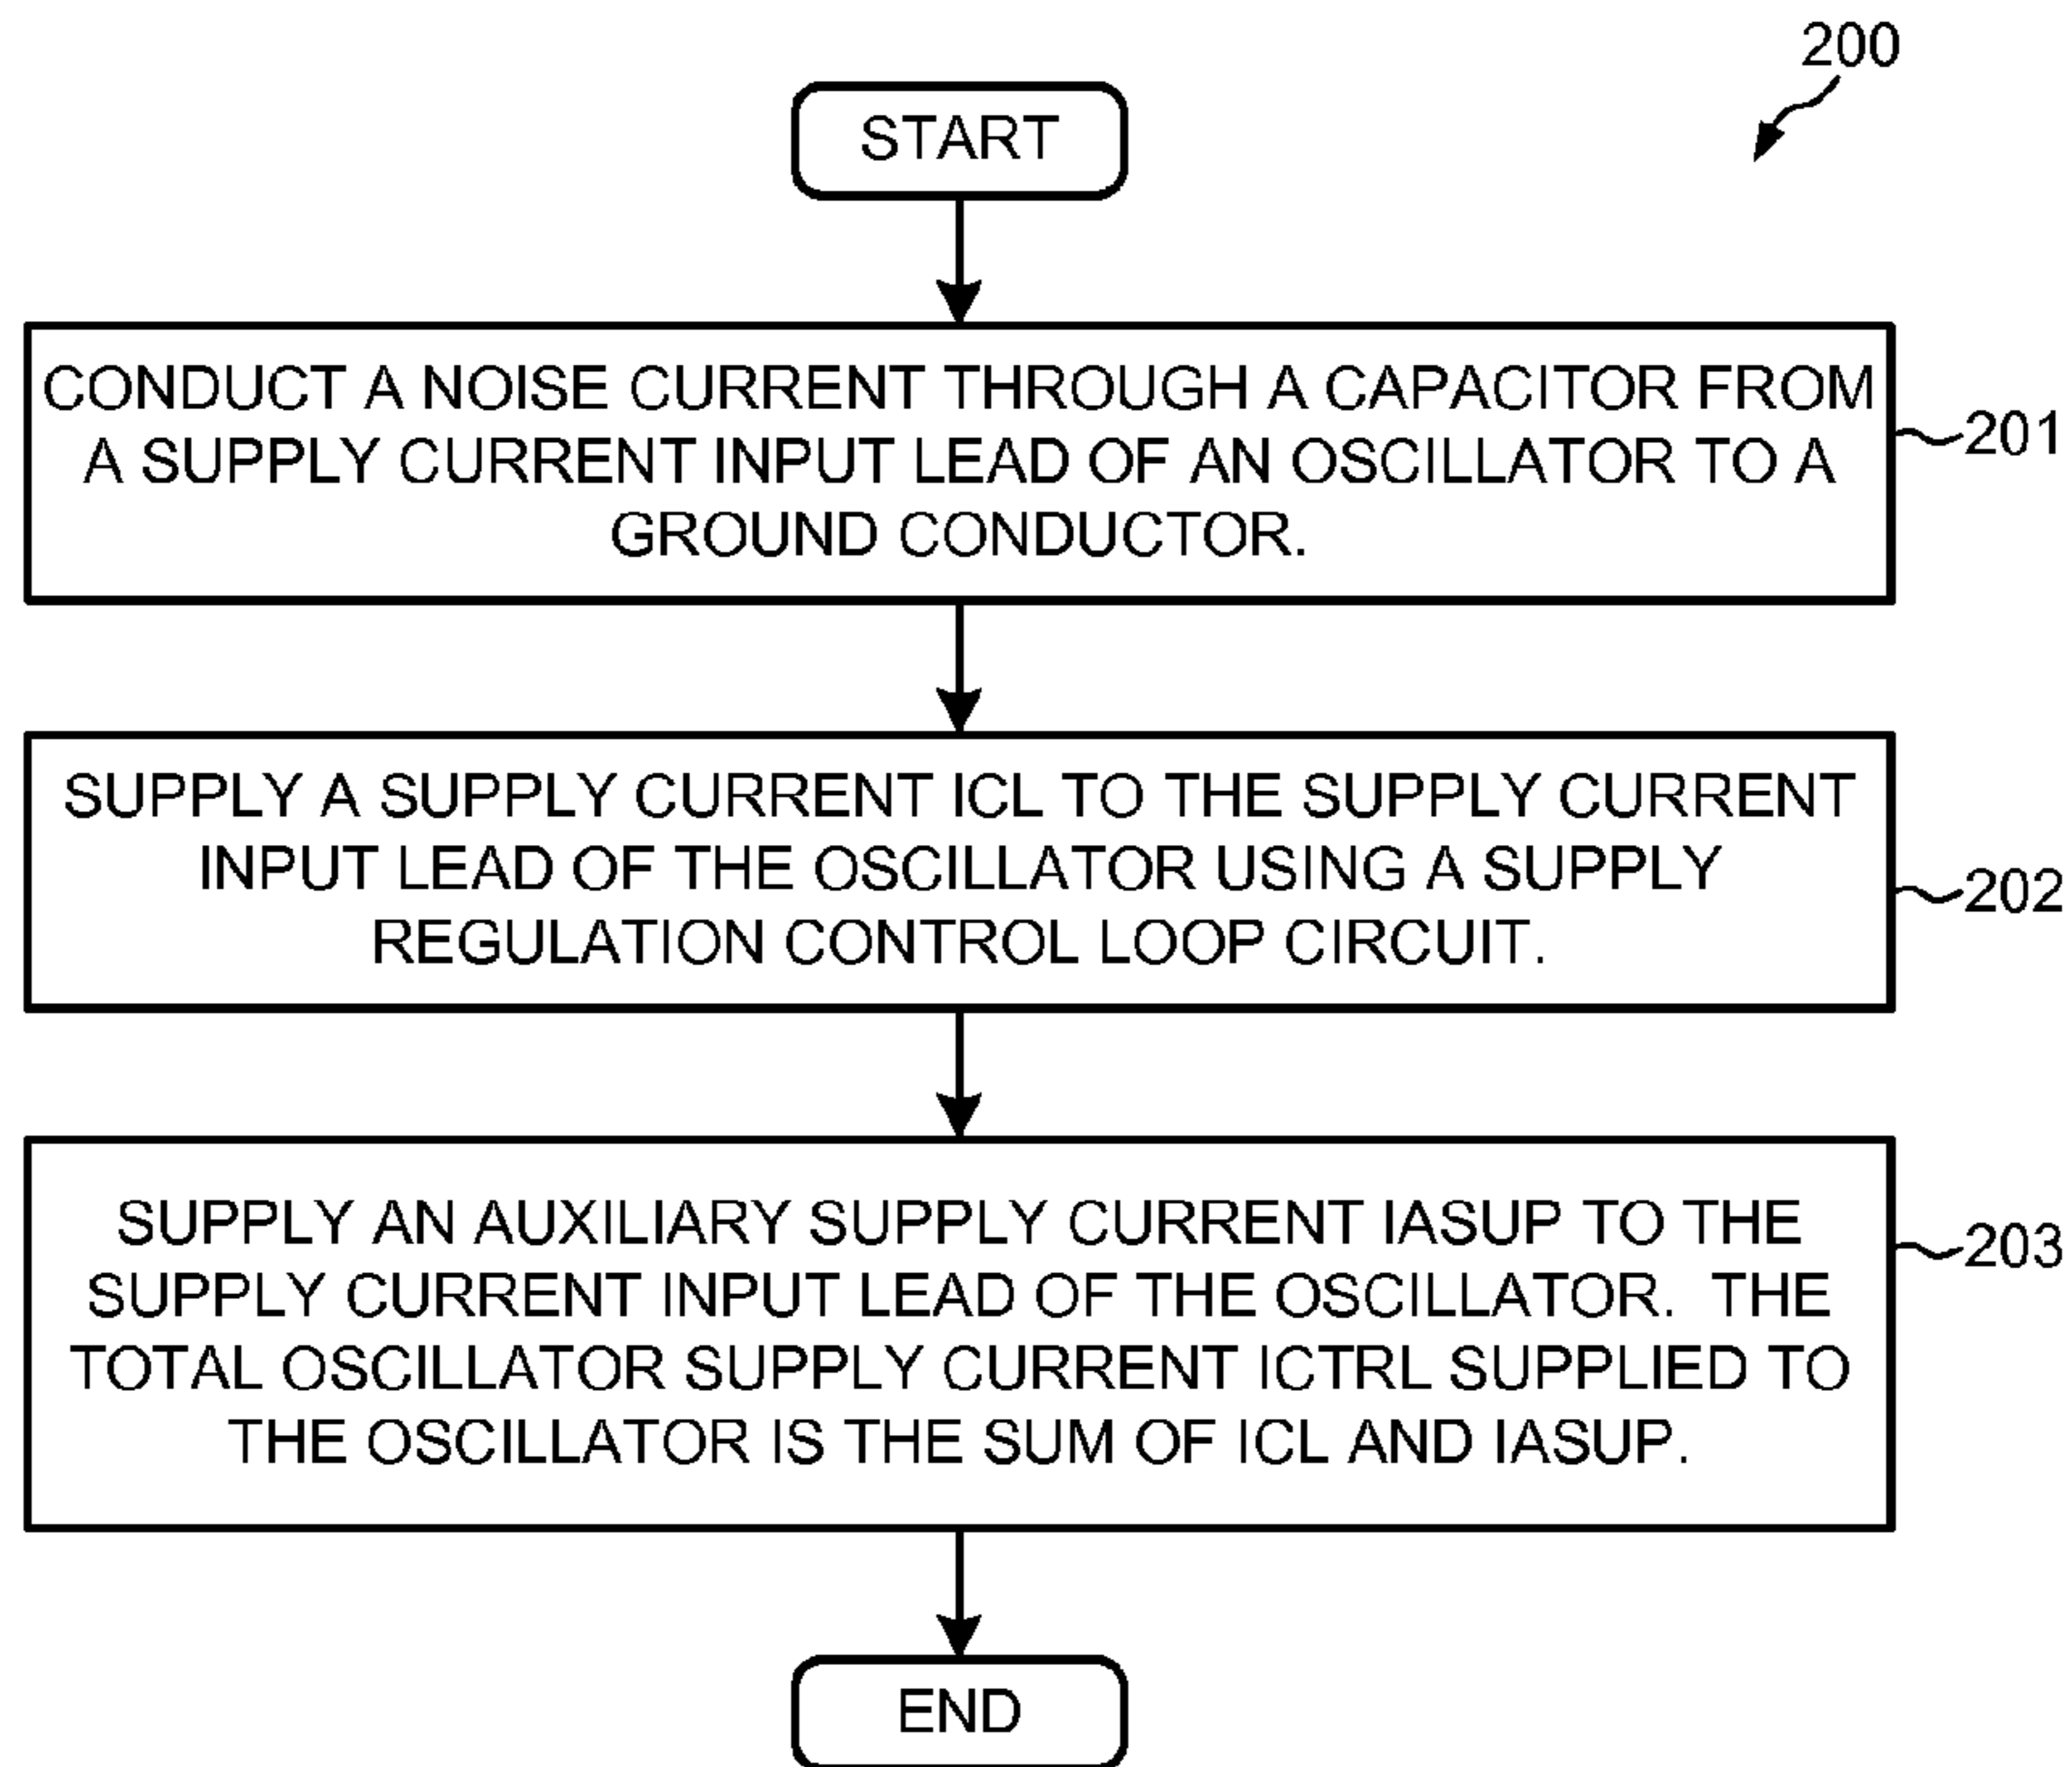 200
START
CONDUCT A NOISE CURRENT THROUGH A CAPACITOR FROM
A SUPPLY CURRENT INPUT LEAD OF AN OSCILLATOR TO A
GROUND CONDUCTOR.
201
SUPPLY A SUPPLY CURRENT ICL TO THE SUPPLY CURRENT
INPUT LEAD OF THE OSCILLATOR USING A SUPPLY
REGULATION CONTROL LOOP CIRCUIT.
202
SUPPLY AN AUXILIARY SUPPLY CURRENT IASUP TO THE
SUPPLY CURRENT INPUT LEAD OF THE OSCILLATOR. THE
TOTAL OSCILLATOR SUPPLY CURRENT ICTRL SUPPLIED TO
THE OSCILLATOR IS THE SUM OF ICL AND IASUP.
203
END